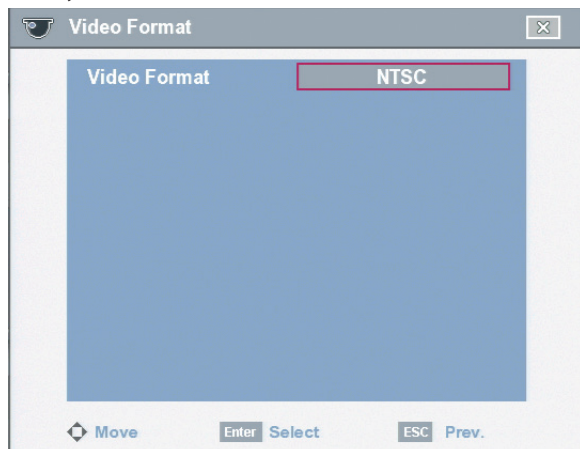 Video Format
Video Format NTSC
Move Enter Select ESC Prev.